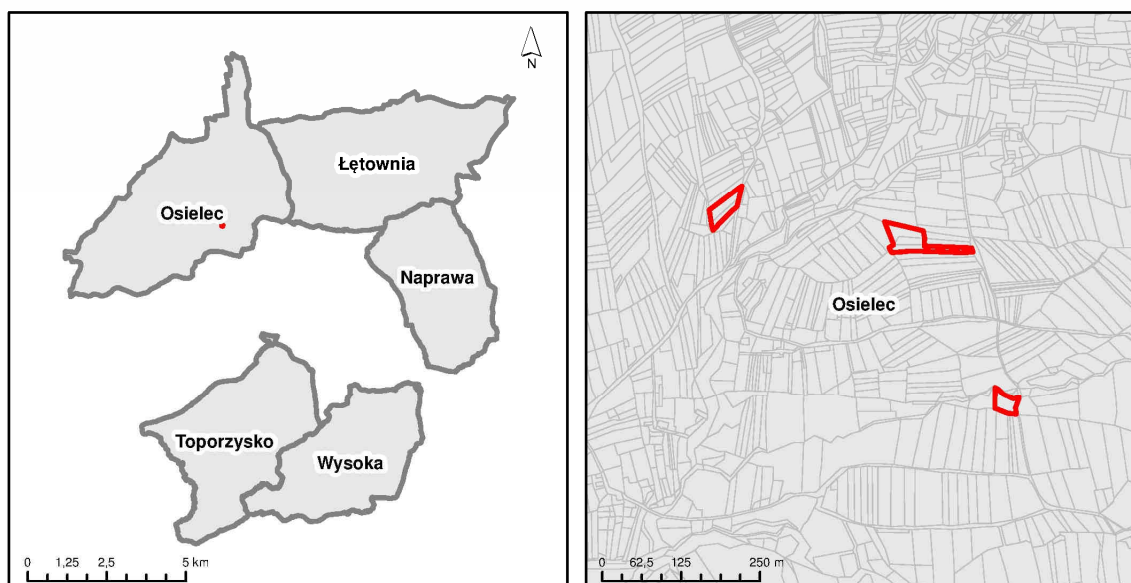 N
Łętownia
Osielec
Naprawa
Toporzysko
Wysoka
0 1,25 2,5 5 km
Osielec
0 62,5 125 250 m